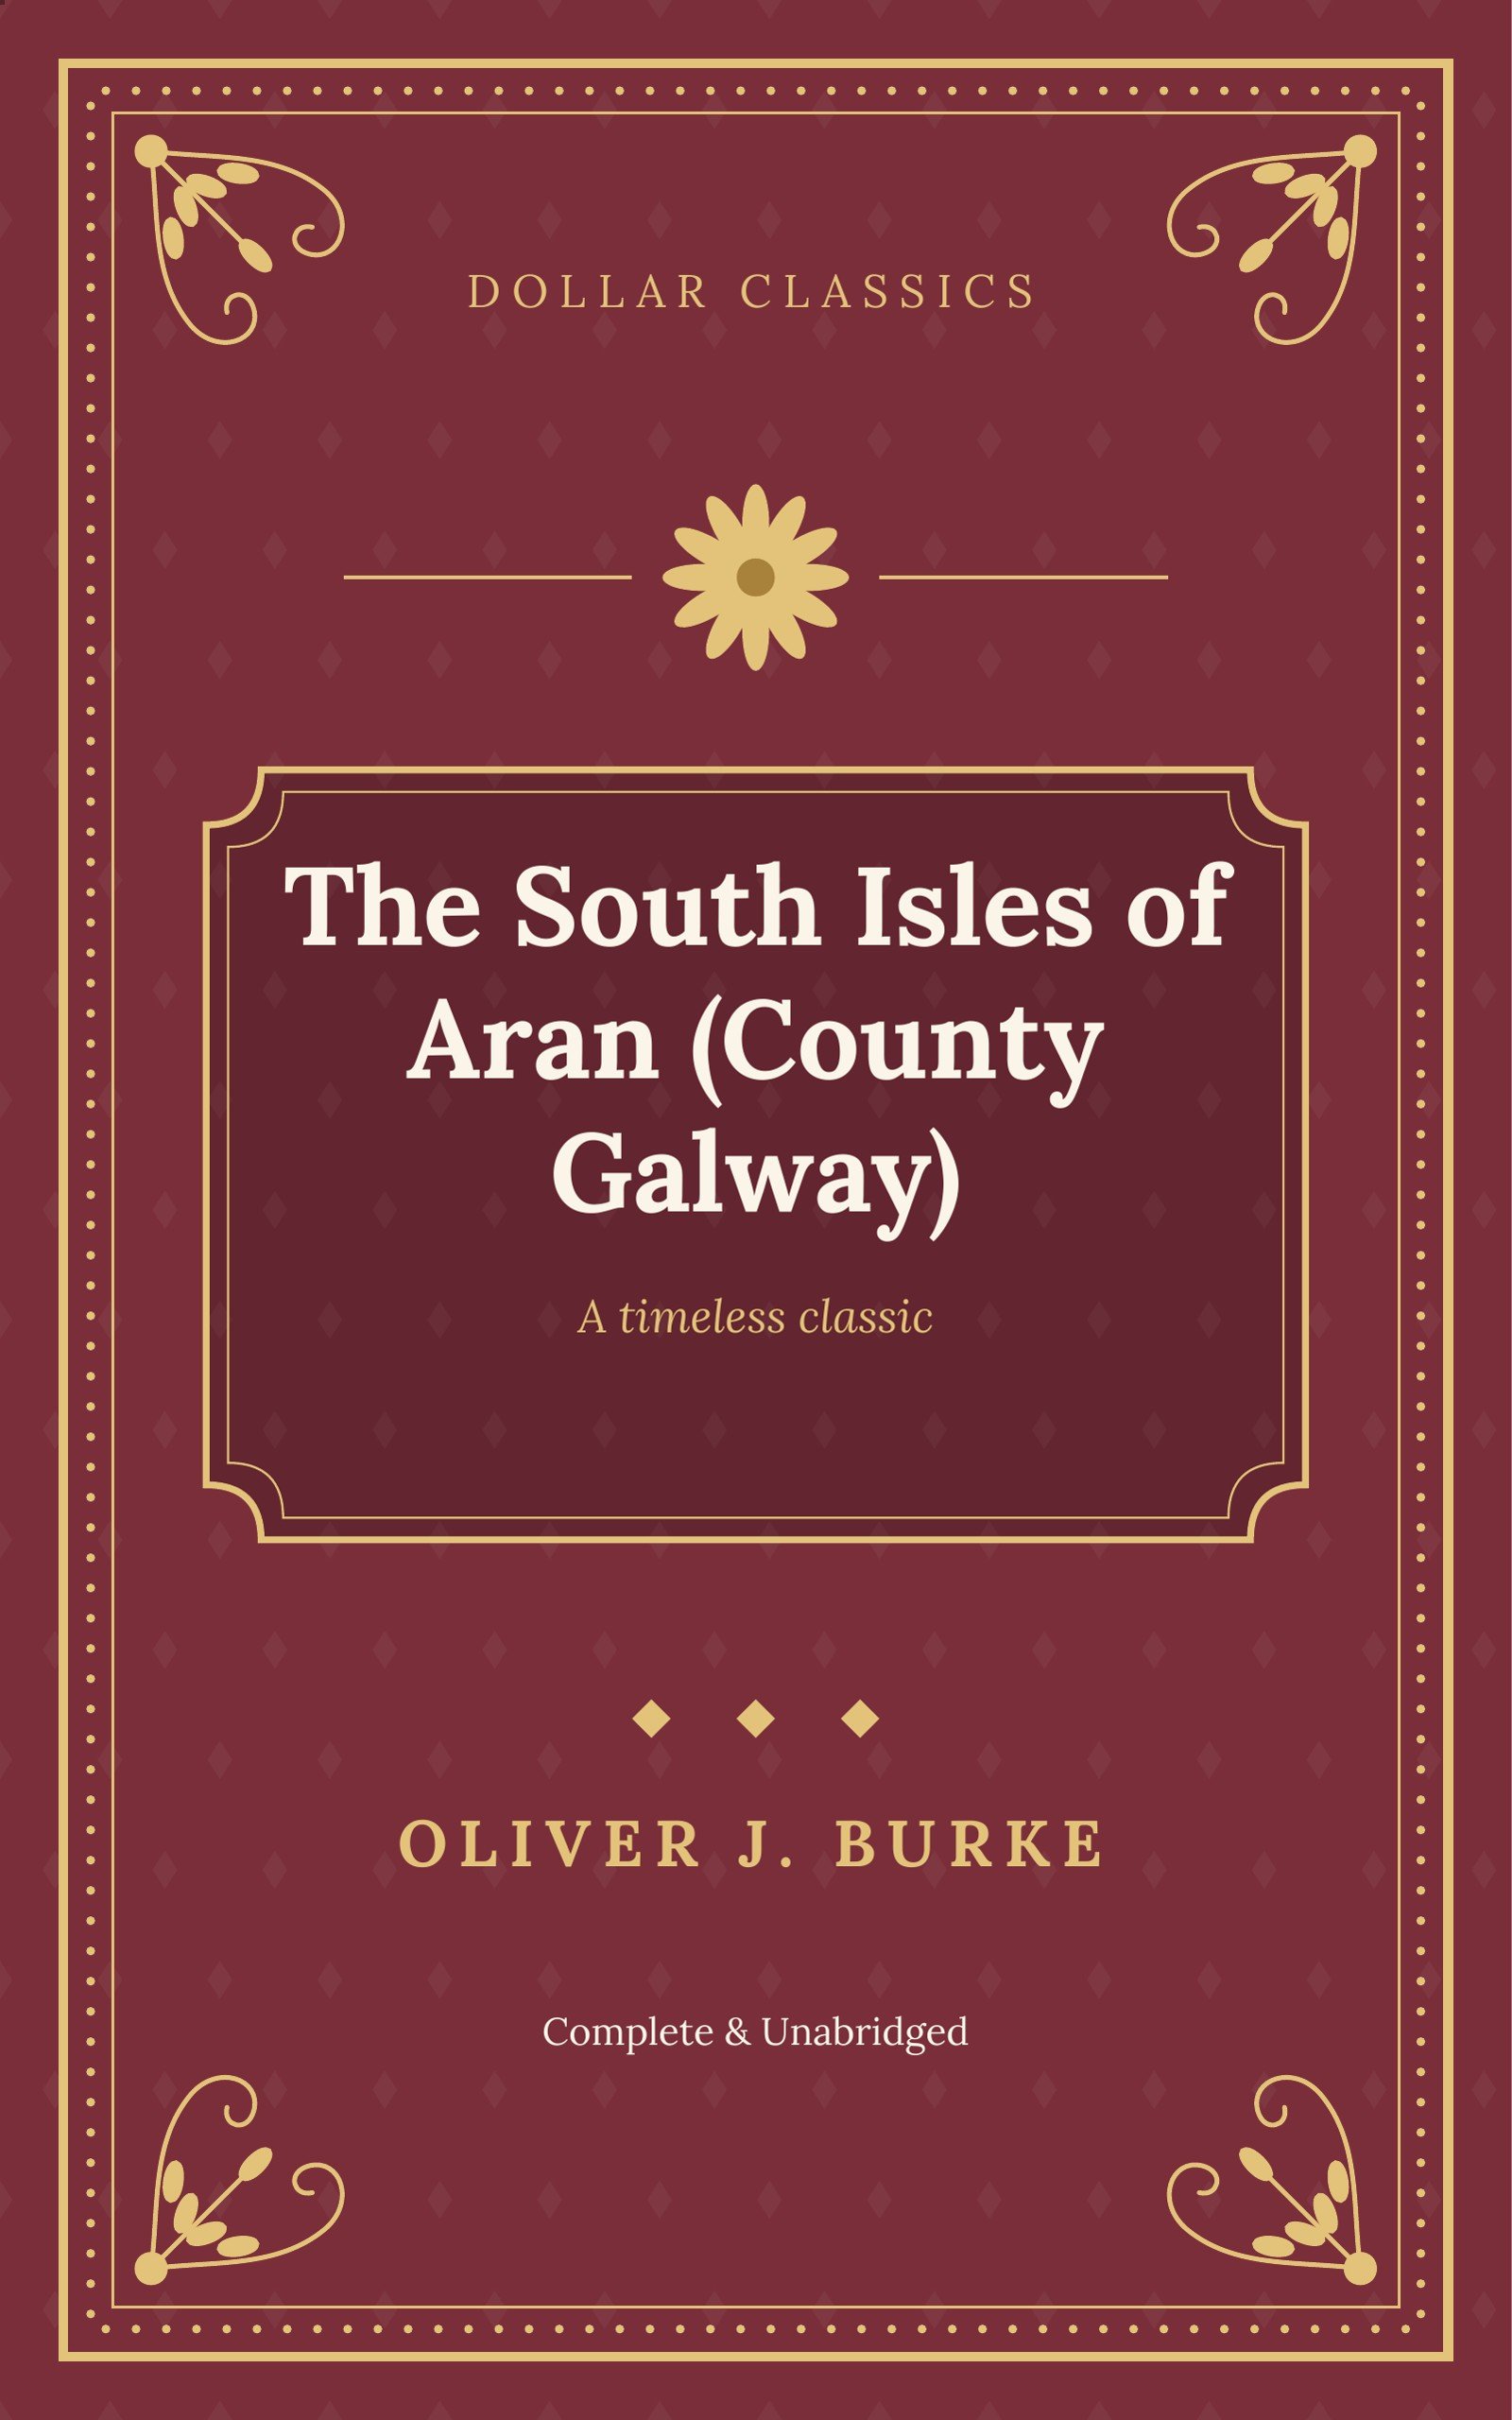 DOLLAR CLASSICS
The South Isles of
Aran (County
Galway)
A timeless classic
OLIVER J. BURKE
Complete & Unabridged